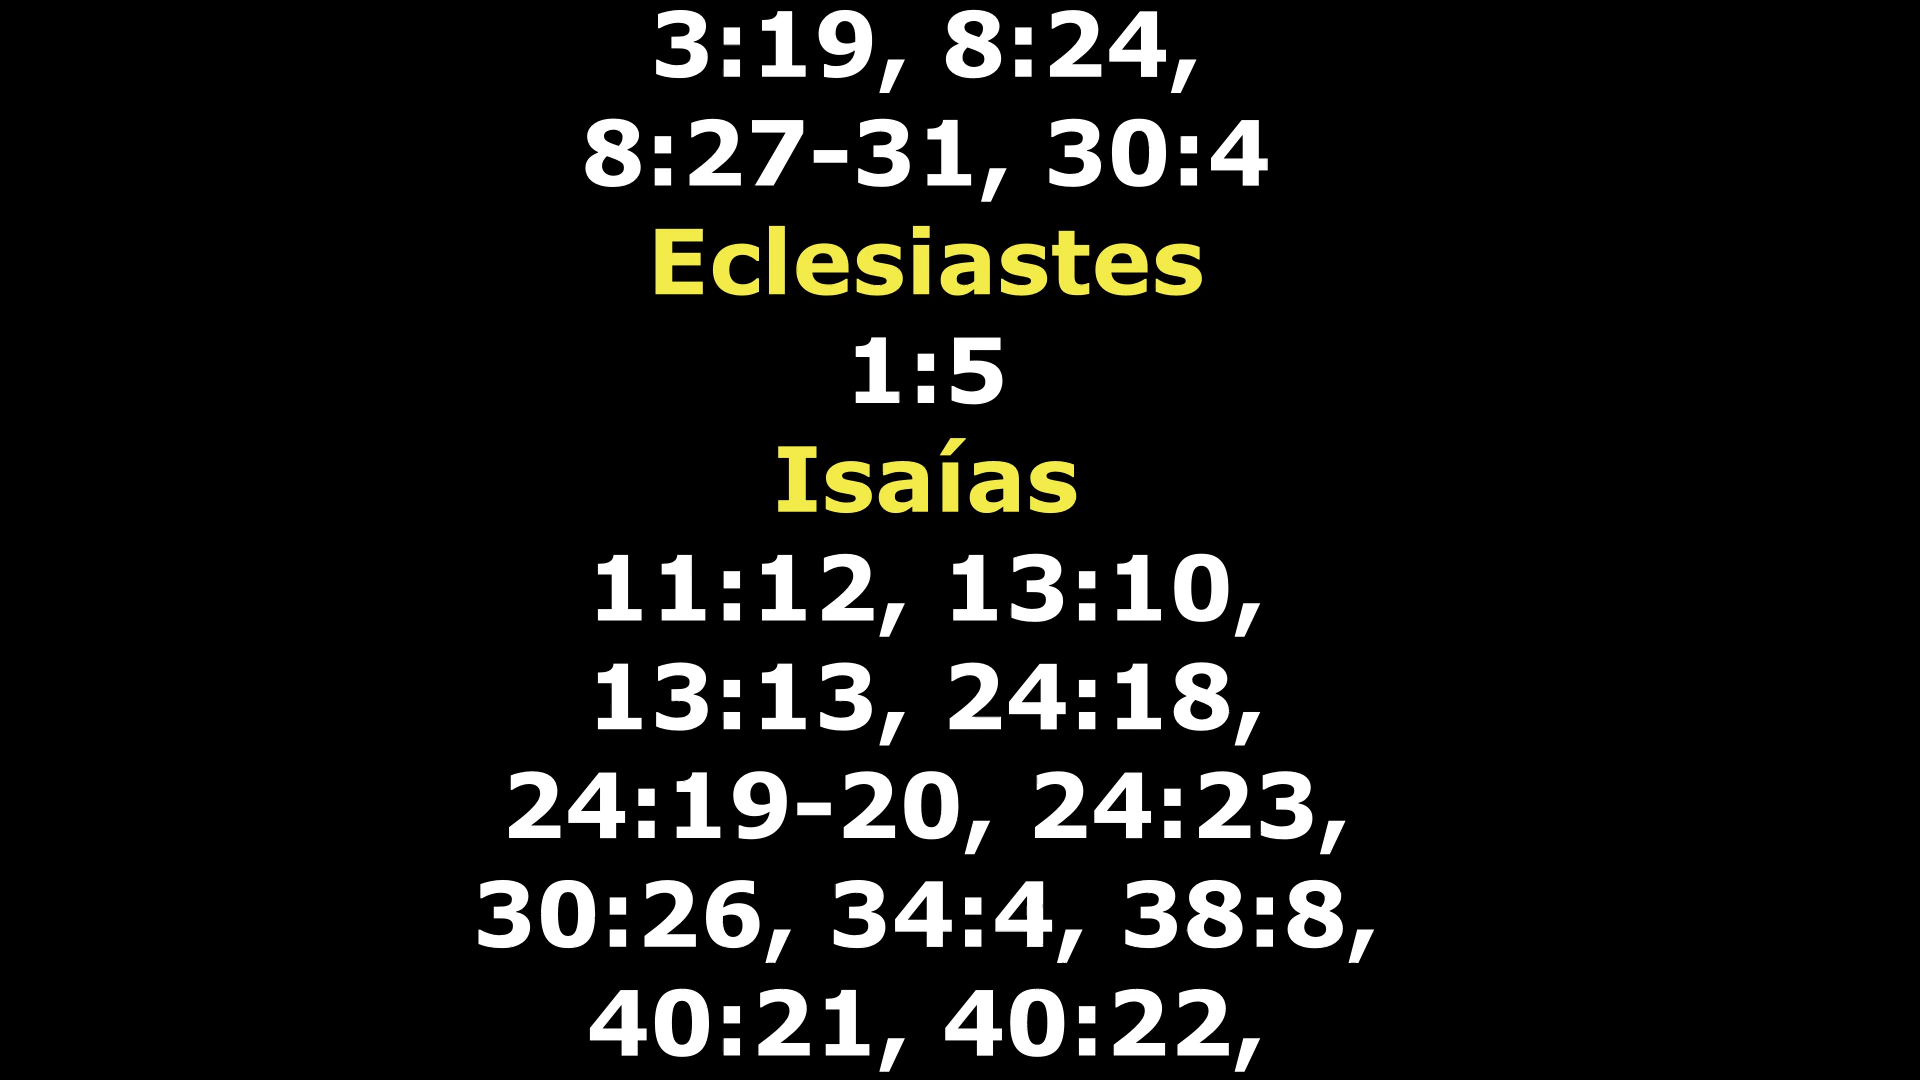 3:19, 8:24,
8:27-31, 30:4
Eclesiastes
1:5
Isaías
11:12, 13:10,
13:13, 24:18,
24:19-20, 24:23,
30:26, 34:4, 38:8,
40:21, 40:22,